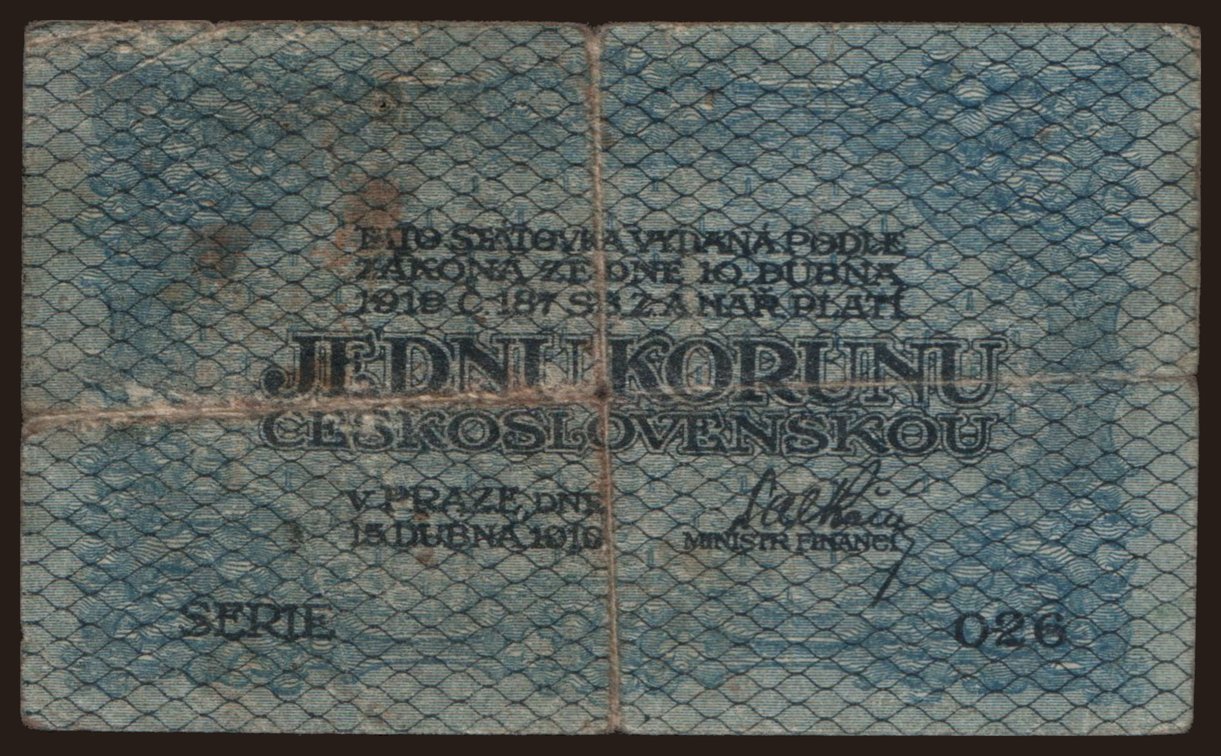 TATO STÁTOVKA VYDANÁ PODLE
ZÁKONA ZE DNE 10. DUBNA
1919 Č. 187 S. A Z. A NAŘ. PLATÍ
JEDNU KORUNU
ČESKOSLOVENSKOU
V PRAZE, DNE
15. DUBNA 1919
MINISTR FINANCÍ
SERIE 026